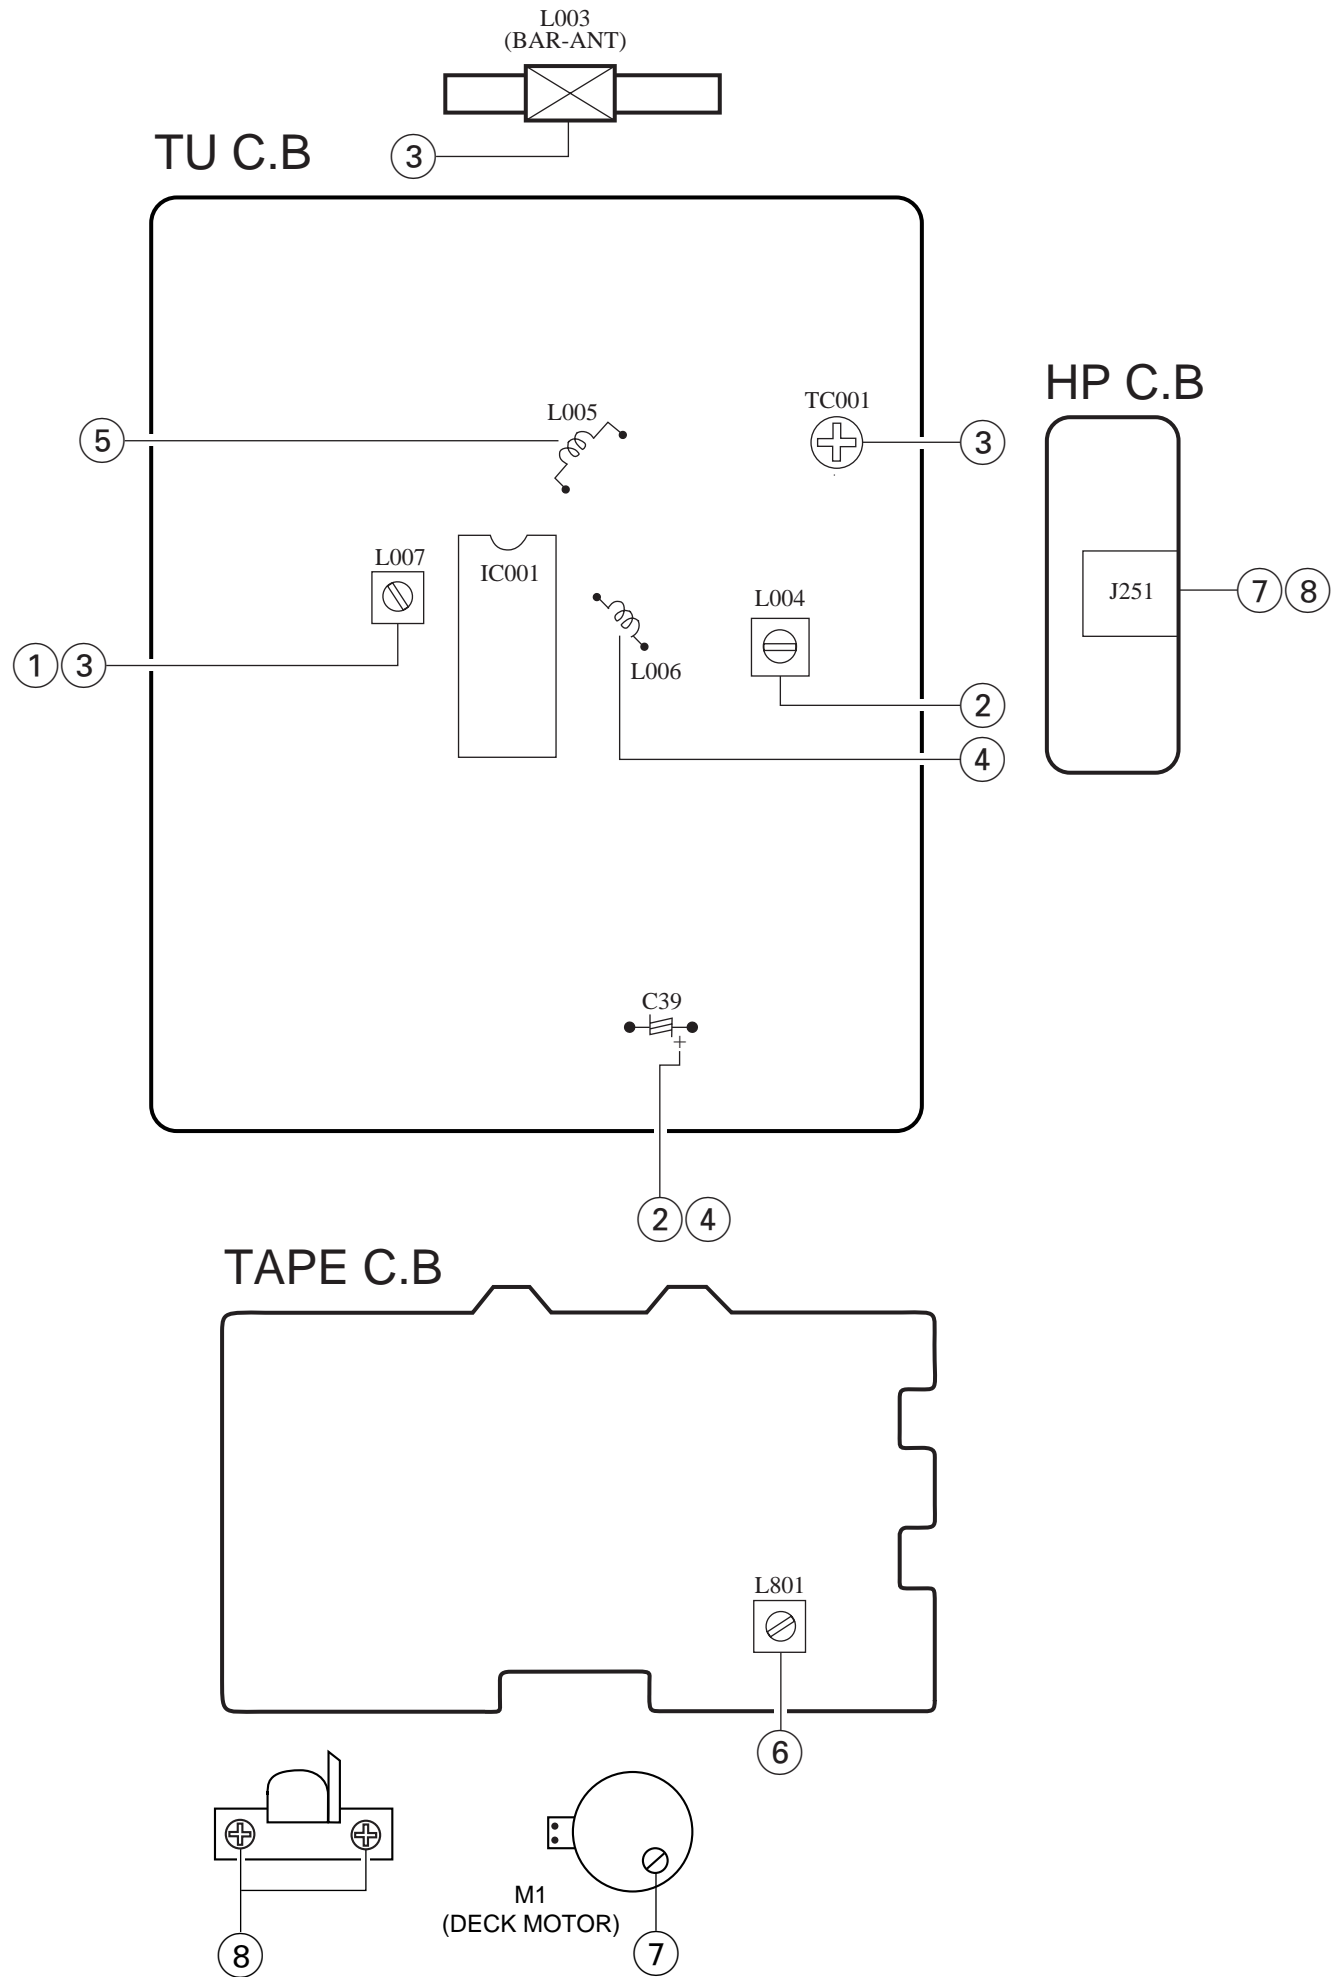 L003
(BAR-ANT)
TU C.B
3
HP C.B
L005
TC001
5
3
L007
IC001
L004
J251
7 8
L006
1 3
2
4
C39
+
2 4
TAPE C.B
L801
6
M1
(DECK MOTOR)
8
7